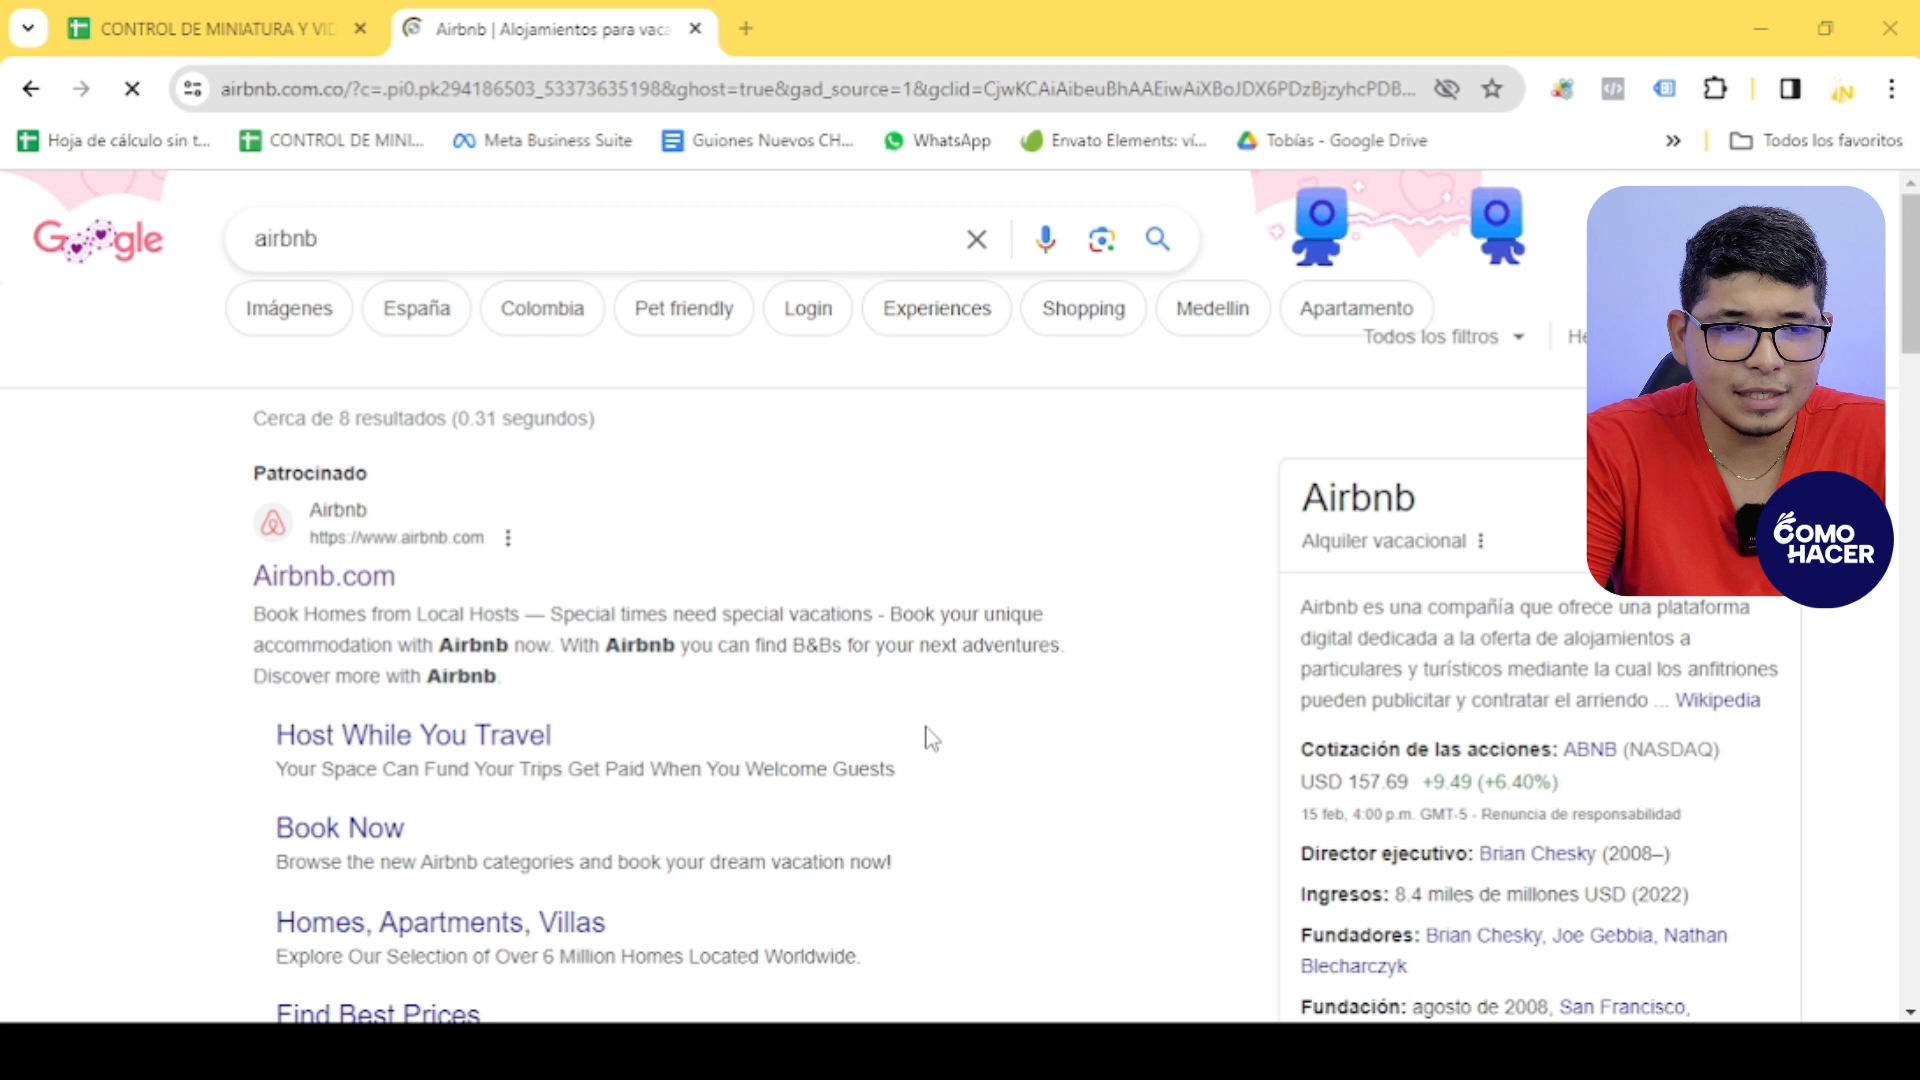 CONTROL DE MINIATURA Y VID
Airbnb | Alojamientos para vaca
airbnb.com.co/?c=.pi0.pk294186503_53373635198&ghost=true&gad_source=1&gclid=CjwKCAiAibeuBhAAEiwAiXBoJDX6PDzBjzyhcPDB...
Hoja de cálculo sin t...
CONTROL DE MINI...
Meta Business Suite
Guiones Nuevos CH...
WhatsApp
Envato Elements: ví...
Tobías - Google Drive
Todos los favoritos
Google
airbnb
Imágenes
España
Colombia
Pet friendly
Login
Experiences
Shopping
Medellin
Apartamento
Todos los filtros
He
Cerca de 8 resultados (0.31 segundos)
Patrocinado
Airbnb
https://www.airbnb.com
Airbnb.com
Book Homes from Local Hosts — Special times need special vacations - Book your unique
accommodation with Airbnb now. With Airbnb you can find B&Bs for your next adventures.
Discover more with Airbnb.
Host While You Travel
Your Space Can Fund Your Trips Get Paid When You Welcome Guests
Book Now
Browse the new Airbnb categories and book your dream vacation now!
Homes, Apartments, Villas
Explore Our Selection of Over 6 Million Homes Located Worldwide.
Find Best Prices
Airbnb
Alquiler vacacional
Airbnb es una compañía que ofrece una plataforma
digital dedicada a la oferta de alojamientos a
particulares y turísticos mediante la cual los anfitriones
pueden publicitar y contratar el arriendo ... Wikipedia
Cotización de las acciones: ABNB (NASDAQ)
USD 157.69 +9.49 (+6.40%)
15 feb, 4:00 p.m. GMT-5 - Renuncia de responsabilidad
Director ejecutivo: Brian Chesky (2008–)
Ingresos: 8.4 miles de millones USD (2022)
Fundadores: Brian Chesky, Joe Gebbia, Nathan
Blecharczyk
Fundación: agosto de 2008, San Francisco,
COMO
HACER